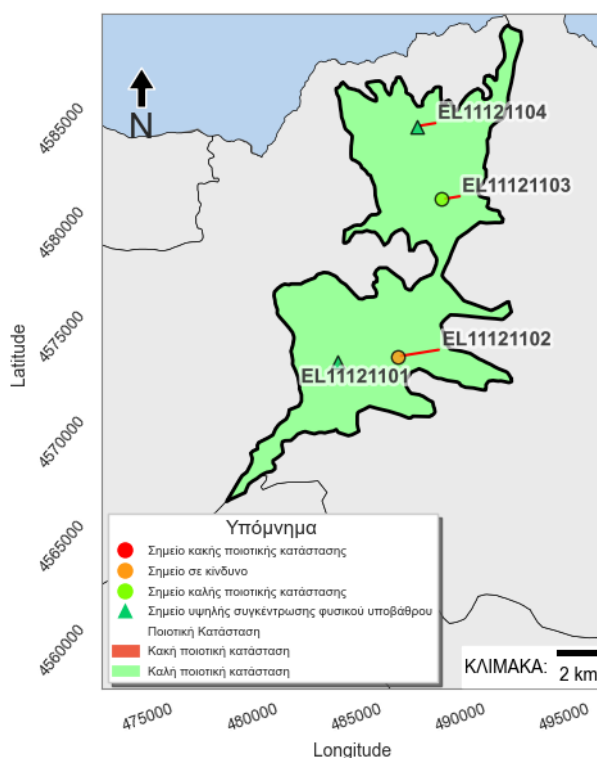 4585000
4580000
4575000
4570000
4565000
4560000
Latitude
N
EL11121104
EL11121103
EL11121102
EL11121101
Υπόμνημα
Σημείο κακής ποιοτικής κατάστασης
Σημείο σε κίνδυνο
Σημείο καλής ποιοτικής κατάστασης
Σημείο υψηλής συγκέντρωσης φυσικού υποβάθρου
Ποιοτική Κατάσταση
Κακή ποιοτική κατάσταση
Καλή ποιοτική κατάσταση
ΚΛΙΜΑΚΑ: 2 km
475000 480000 485000 490000 495000
Longitude